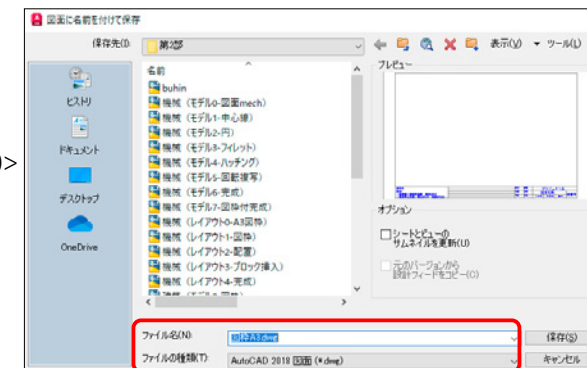 図面に名前を付けて保存
保存先(I):
第2部
表示(V)
ツール(L)
名前
プレビュー
buhin
機械（モデル0-図面mech）
機械（モデル1-中心線）
機械（モデル2-円）
機械（モデル3-フィレット）
機械（モデル4-ハッチング）
機械（モデル5-回転複写）
機械（モデル6-完成）
機械（モデル7-図枠付完成）
機械（レイアウト0-A3図枠）
機械（レイアウト1-図枠）
機械（レイアウト2-配置）
機械（レイアウト3-ブロック挿入）
機械（レイアウト4-完成）
ヒストリ
ドキュメント
デスクトップ
OneDrive
オプション
シートとビューの
サムネイルを更新(U)
元のバージョンから
設計フィードをコピー(C)
ファイル名(N):
図枠A3.dwg
保存(S)
ファイルの種類(T):
AutoCAD 2018 図面 (*.dwg)
キャンセル